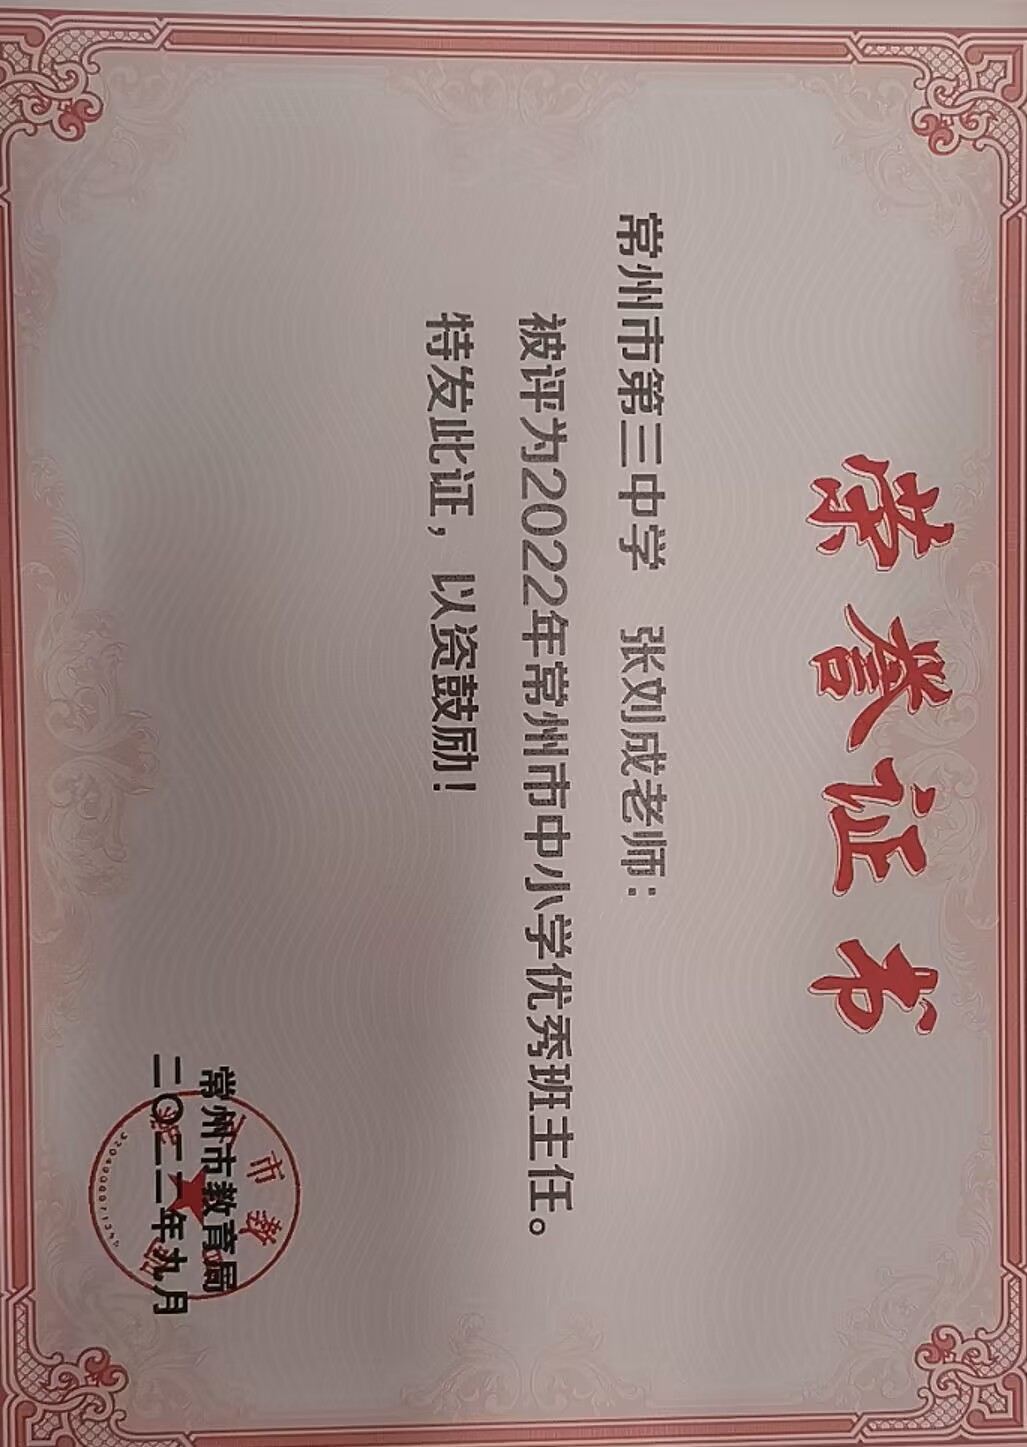 荣誉证书
常州市第三中学 张刘成老师：
被评为2022年常州市中小学优秀班主任。
特发此证，以资鼓励！
常州市教育局
二〇二二年九月